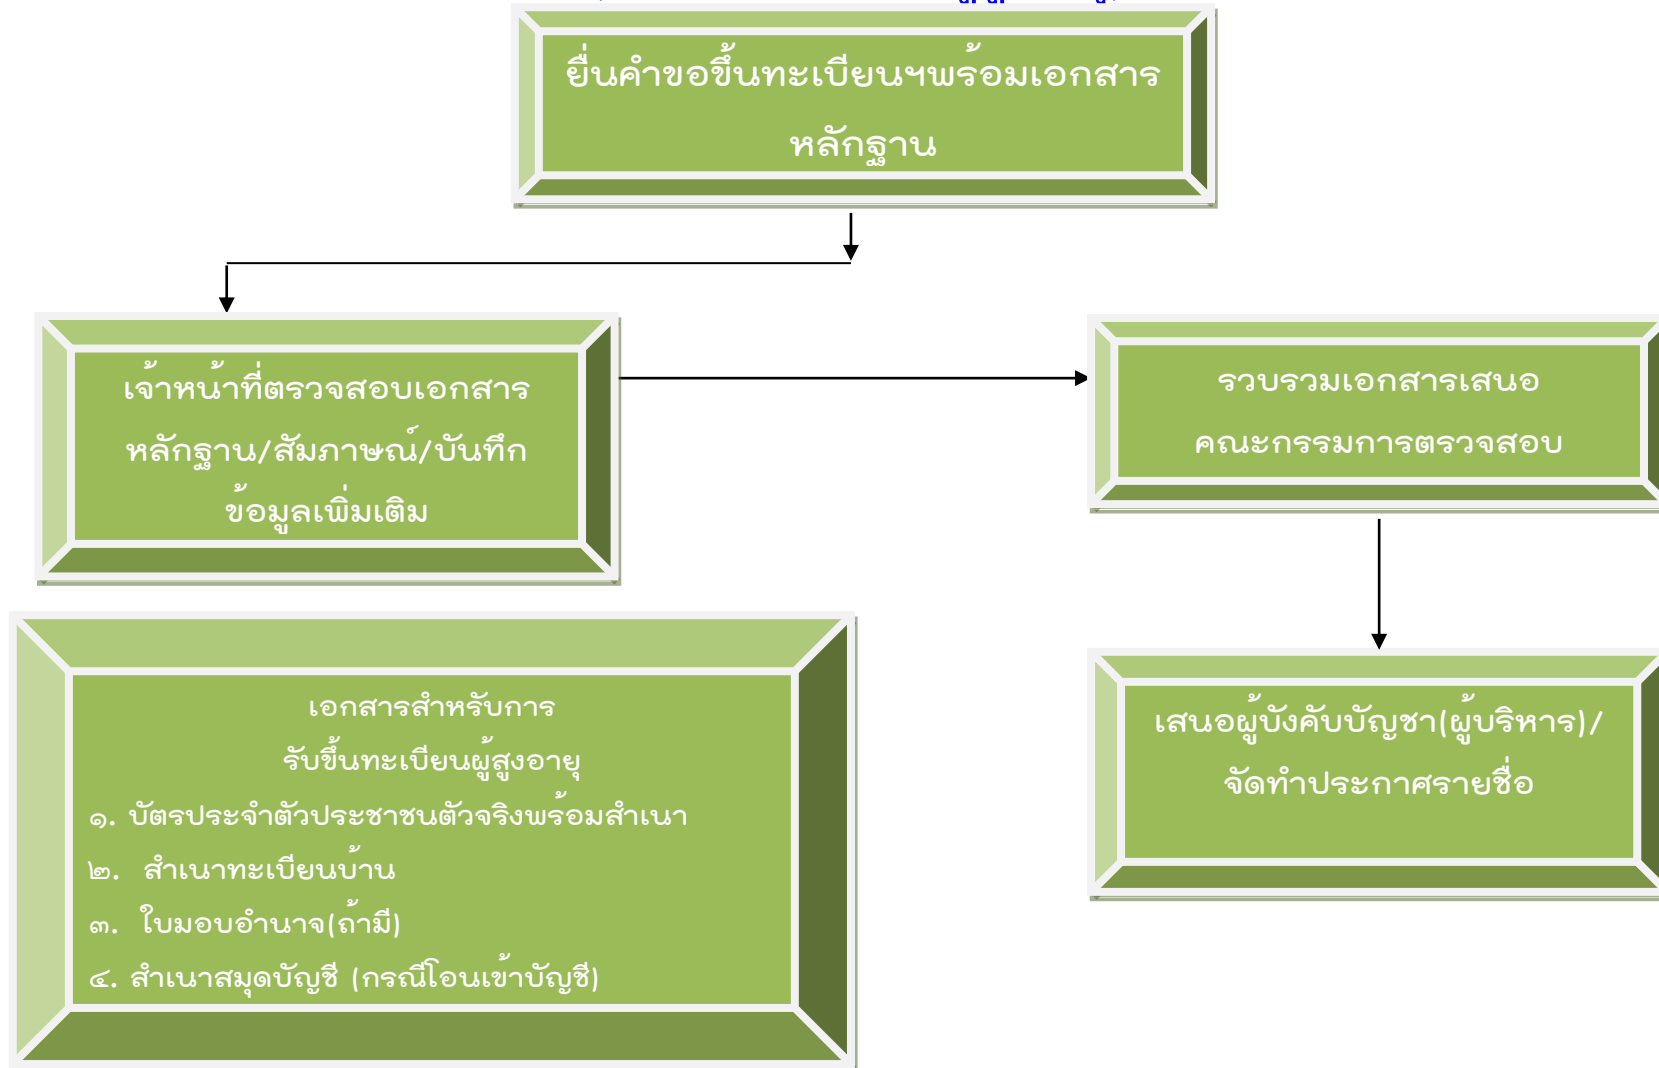 ยื่นคำขอขึ้นทะเบียนฯพร้อมเอกสาร
หลักฐาน
เจ้าหน้าที่ตรวจสอบเอกสาร
หลักฐาน/สัมภาษณ์/บันทึก
ข้อมูลเพิ่มเติม
รวบรวมเอกสารเสนอ
คณะกรรมการตรวจสอบ
เอกสารสำหรับการ
รับขึ้นทะเบียนผู้สูงอายุ
๑. บัตรประจำตัวประชาชนตัวจริงพร้อมสำเนา
๒. สำเนาทะเบียนบ้าน
๓. ใบมอบอำนาจ(ถ้ามี)
๔. สำเนาสมุดบัญชี (กรณีโอนเข้าบัญชี)
เสนอผู้บังคับบัญชา(ผู้บริหาร)/
จัดทำประกาศรายชื่อ